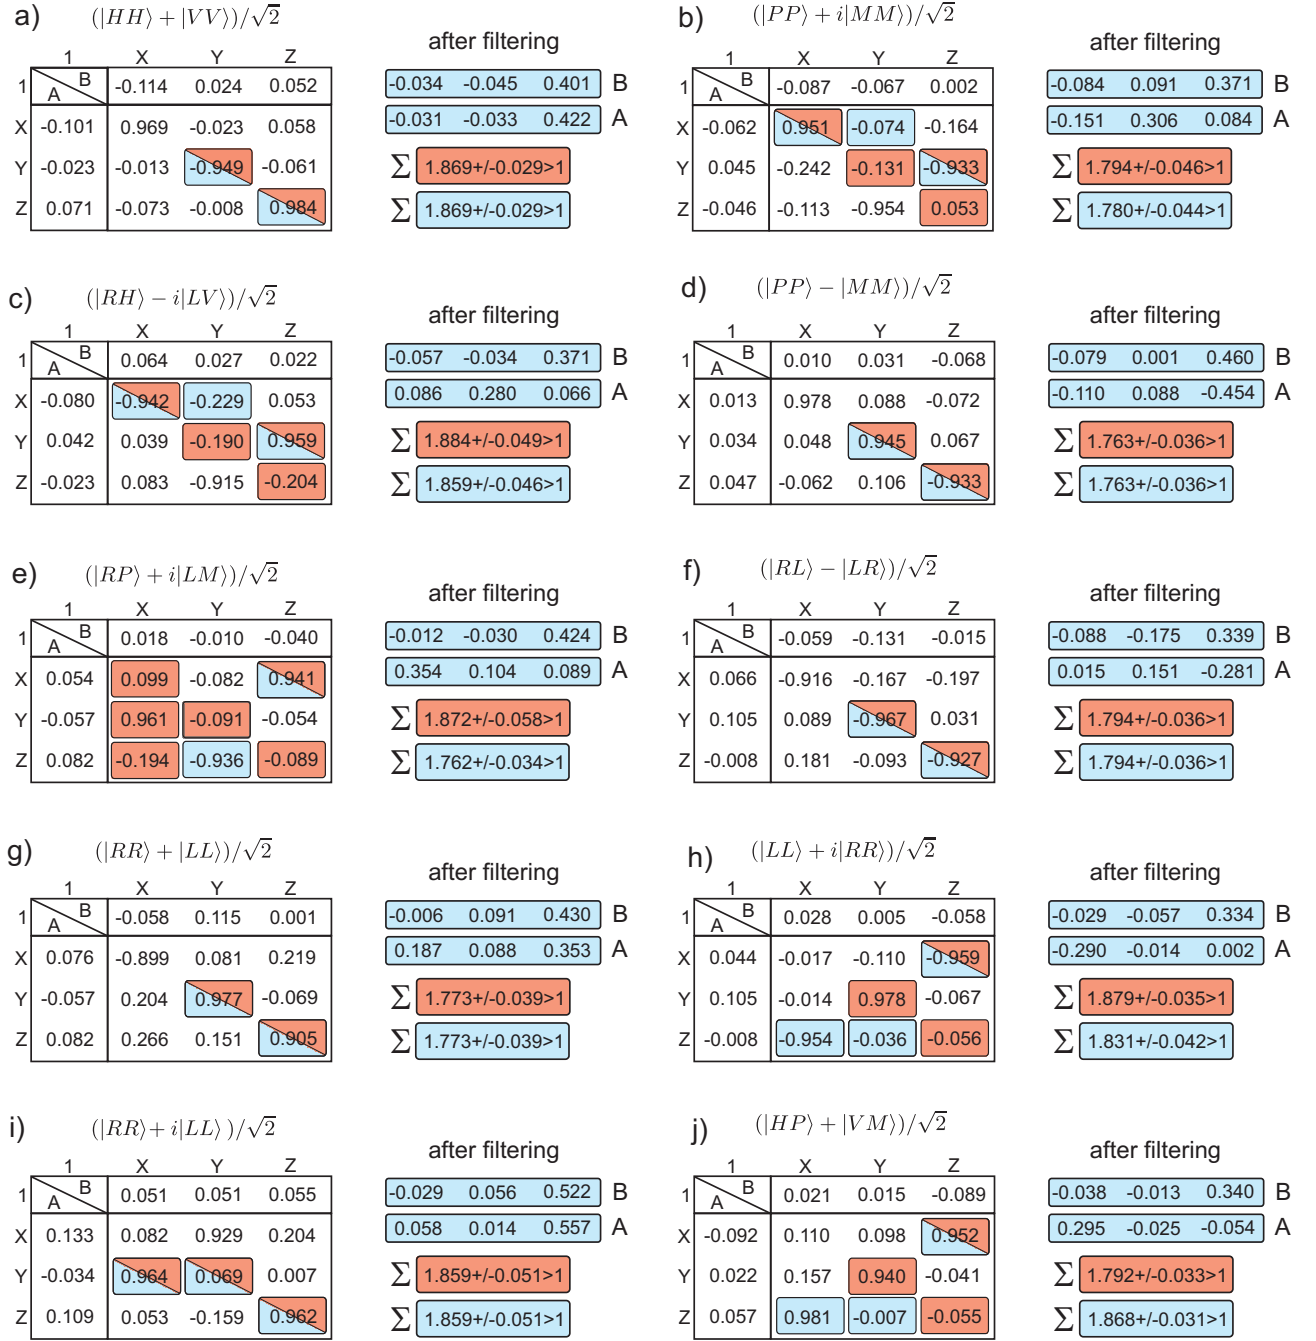 a) (|HH⟩ + |VV⟩)/√2
after filtering
1 X Y Z
1 A B -0.114 0.024 0.052
X -0.101 0.969 -0.023 0.058
Y -0.023 -0.013 -0.949 -0.061
Z 0.071 -0.073 -0.008 0.984
-0.034 -0.045 0.401 B
-0.031 -0.033 0.422 A
Σ 1.869+/-0.029>1
Σ 1.869+/-0.029>1
b) (|PP⟩ + i|MM⟩)/√2
after filtering
1 X Y Z
1 A B -0.087 -0.067 0.002
X -0.062 0.951 -0.074 -0.164
Y 0.045 -0.242 -0.131 -0.933
Z -0.046 -0.113 -0.954 0.053
-0.084 0.091 0.371 B
-0.151 0.306 0.084 A
Σ 1.794+/-0.046>1
Σ 1.780+/-0.044>1
c) (|RH⟩ − i|LV⟩)/√2
after filtering
1 X Y Z
1 A B 0.064 0.027 0.022
X -0.080 -0.942 -0.229 0.053
Y 0.042 0.039 -0.190 0.959
Z -0.023 0.083 -0.915 -0.204
-0.057 -0.034 0.371 B
0.086 0.280 0.066 A
Σ 1.884+/-0.049>1
Σ 1.859+/-0.046>1
d) (|PP⟩ − |MM⟩)/√2
after filtering
1 X Y Z
1 A B 0.010 0.031 -0.068
X 0.013 0.978 0.088 -0.072
Y 0.034 0.048 0.945 0.067
Z 0.047 -0.062 0.106 -0.933
-0.079 0.001 0.460 B
-0.110 0.088 -0.454 A
Σ 1.763+/-0.036>1
Σ 1.763+/-0.036>1
e) (|RP⟩ + i|LM⟩)/√2
after filtering
1 X Y Z
1 A B 0.018 -0.010 -0.040
X 0.054 0.099 -0.082 0.941
Y -0.057 0.961 -0.091 -0.054
Z 0.082 -0.194 -0.936 -0.089
-0.012 -0.030 0.424 B
0.354 0.104 0.089 A
Σ 1.872+/-0.058>1
Σ 1.762+/-0.034>1
f) (|RL⟩ − |LR⟩)/√2
after filtering
1 X Y Z
1 A B -0.059 -0.131 -0.015
X 0.066 -0.916 -0.167 -0.197
Y 0.105 0.089 -0.967 0.031
Z -0.008 0.181 -0.093 -0.927
-0.088 -0.175 0.339 B
0.015 0.151 -0.281 A
Σ 1.794+/-0.036>1
Σ 1.794+/-0.036>1
g) (|RR⟩ + |LL⟩)/√2
after filtering
1 X Y Z
1 A B -0.058 0.115 0.001
X 0.076 -0.899 0.081 0.219
Y -0.057 0.204 0.977 -0.069
Z 0.082 0.266 0.151 0.905
-0.006 0.091 0.430 B
0.187 0.088 0.353 A
Σ 1.773+/-0.039>1
Σ 1.773+/-0.039>1
h) (|LL⟩ + i|RR⟩)/√2
after filtering
1 X Y Z
1 A B 0.028 0.005 -0.058
X 0.044 -0.017 -0.110 -0.959
Y 0.105 -0.014 0.978 -0.067
Z -0.008 -0.954 -0.036 -0.056
-0.029 -0.057 0.334 B
-0.290 -0.014 0.002 A
Σ 1.879+/-0.035>1
Σ 1.831+/-0.042>1
i) (|RR⟩ + i|LL⟩)/√2
after filtering
1 X Y Z
1 A B 0.051 0.051 0.055
X 0.133 0.082 0.929 0.204
Y -0.034 0.964 0.069 0.007
Z 0.109 0.053 -0.159 0.962
-0.029 0.056 0.522 B
0.058 0.014 0.557 A
Σ 1.859+/-0.051>1
Σ 1.859+/-0.051>1
j) (|HP⟩ + |VM⟩)/√2
after filtering
1 X Y Z
1 A B 0.021 0.015 -0.089
X -0.092 0.110 0.098 0.952
Y 0.022 0.157 0.940 -0.041
Z 0.057 0.981 -0.007 -0.055
-0.038 -0.013 0.340 B
0.295 -0.025 -0.054 A
Σ 1.792+/-0.033>1
Σ 1.868+/-0.031>1